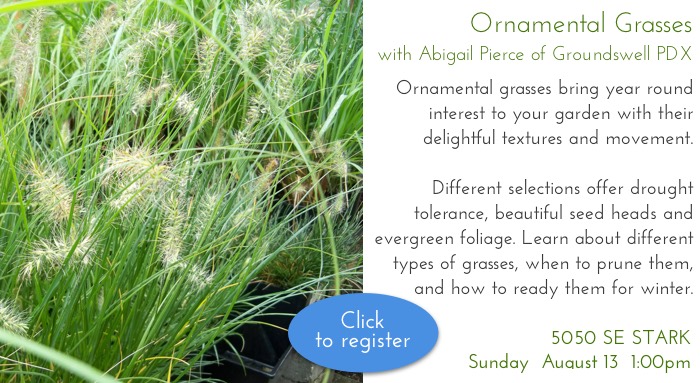 Ornamental Grasses
with Abigail Pierce of Groundswell PDX
Ornamental grasses bring year round
interest to your garden with their
delightful textures and movement.
Different selections offer drought
tolerance, beautiful seed heads and
evergreen foliage. Learn about different
types of grasses, when to prune them,
and how to ready them for winter.
Click
to register
5050 SE STARK
Sunday August 13 1:00pm